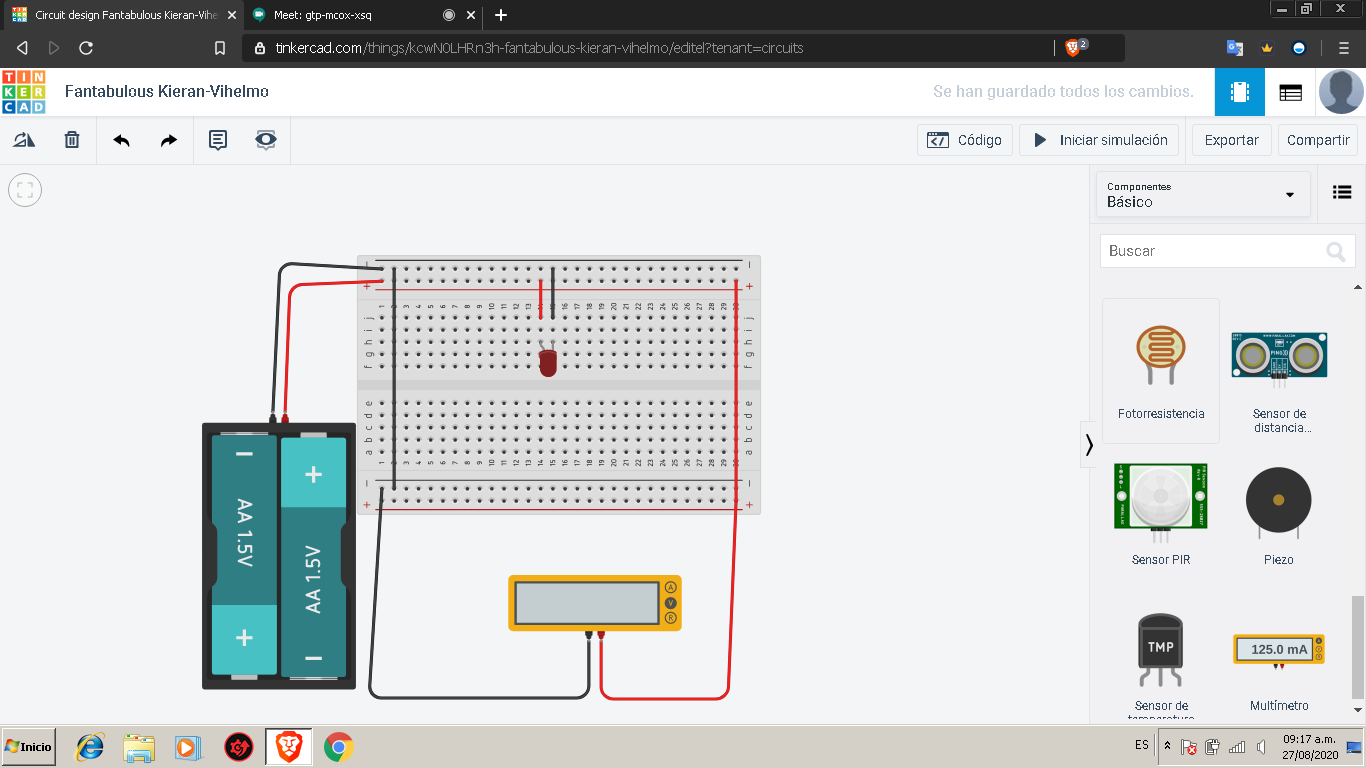 Circuit design Fantabulous Kieran-Vihe
Meet: gtp-mcox-xsq
tinkercad.com/things/kcwN0LHRn3h-fantabulous-kieran-vihelmo/editel?tenant=circuits
2
TINKERCAD
Fantabulous Kieran-Vihelmo
Se han guardado todos los cambios.
Código
Iniciar simulación
Exportar
Compartir
Componentes
Básico
Buscar
Fotorresistencia
Sensor de
distancia...
Sensor PIR
Piezo
TMP
125.0 mA
Sensor de
temperatura
Multímetro
AA 1.5V
AA 1.5V
A
V
R
Inicio
ES
09:17 a.m.
27/08/2020